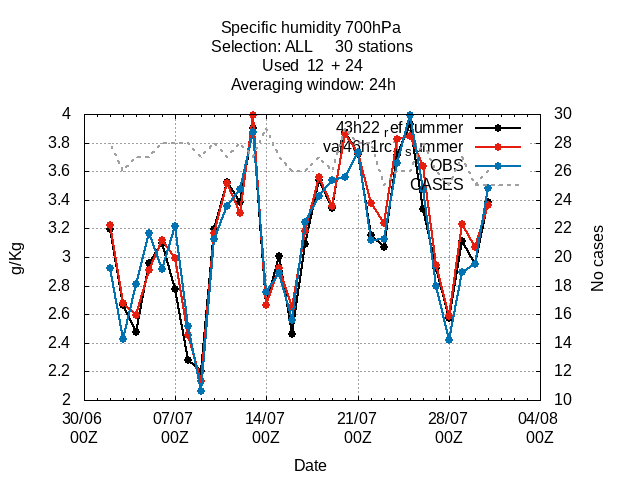 Specific humidity 700hPa
Selection: ALL 30 stations
Used 12 + 24
Averaging window: 24h
4 30
43h22_ref summer
3.8 28
OBS
3.6 26
CASES
3.4 24
3.2 22
3 20
2.8 18
2.6 16
2.4 14
2.2 12
2 10
g/Kg
No cases
30/06 07/07 14/07 21/07 28/07 04/08
00Z 00Z 00Z 00Z 00Z 00Z
Date